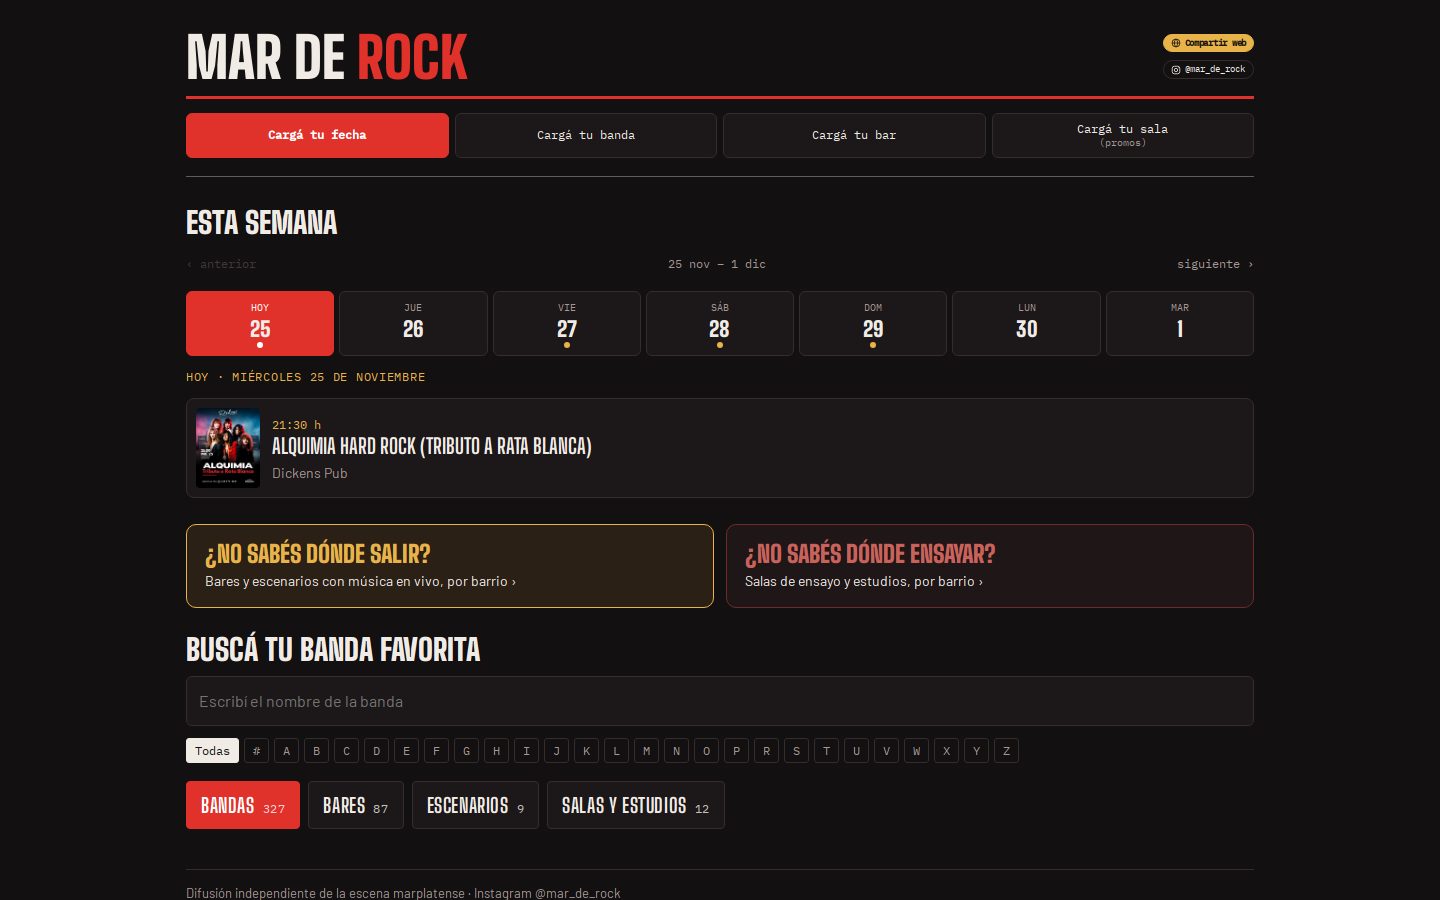 MAR DE ROCK
Compartir web
@mar_de_rock
Cargá tu fecha
Cargá tu banda
Cargá tu bar
Cargá tu sala
(promos)
ESTA SEMANA
‹ anterior
25 nov – 1 dic
siguiente ›
HOY
25
JUE
26
VIE
27
SÁB
28
DOM
29
LUN
30
MAR
1
HOY · MIÉRCOLES 25 DE NOVIEMBRE
ALQUIMIA
21:30 h
ALQUIMIA HARD ROCK (TRIBUTO A RATA BLANCA)
Dickens Pub
¿NO SABÉS DÓNDE SALIR?
Bares y escenarios con música en vivo, por barrio ›
¿NO SABÉS DÓNDE ENSAYAR?
Salas de ensayo y estudios, por barrio ›
BUSCÁ TU BANDA FAVORITA
Escribí el nombre de la banda
Todas # A B C D E F G H I J K L M N O P R S T U V W X Y Z
BANDAS 327
BARES 87
ESCENARIOS 9
SALAS Y ESTUDIOS 12
Difusión independiente de la escena marplatense · Instagram @mar_de_rock